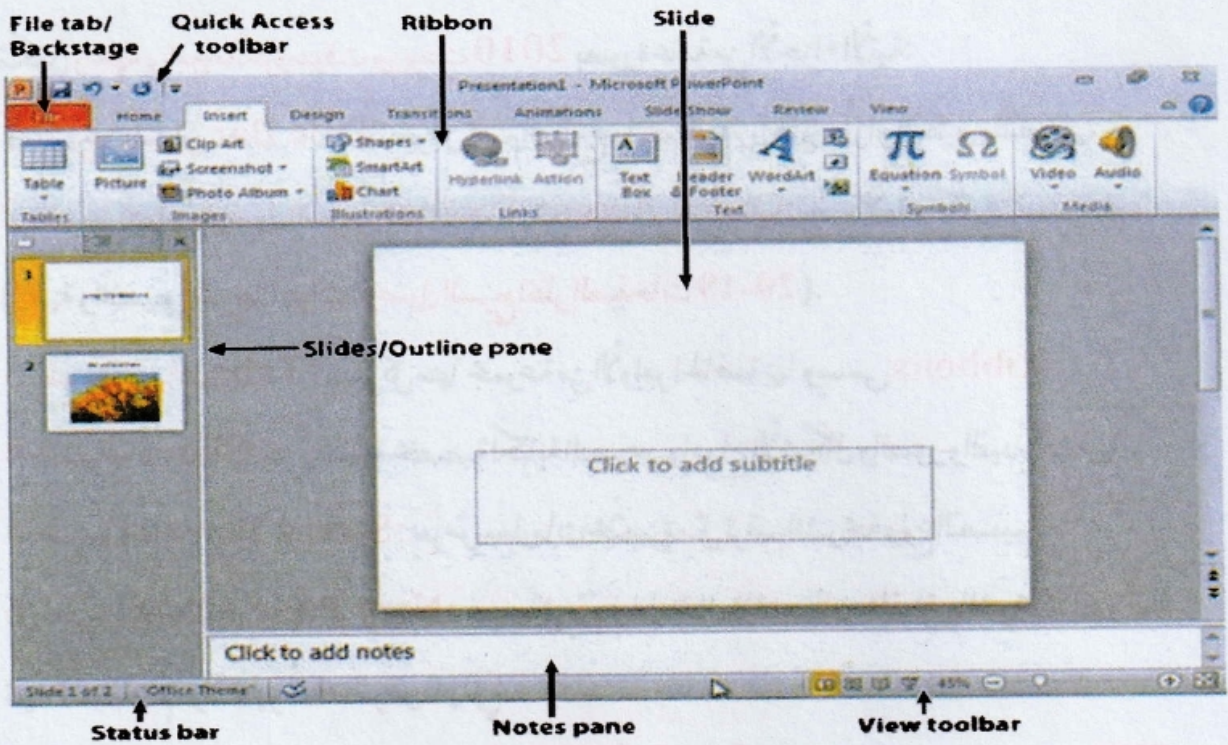 File tab/ Backstage
Quick Access toolbar
Ribbon
Slide
Presentation1 - Microsoft PowerPoint
File Home Insert Design Transitions Animations Slide Show Review View
Table
Picture
Clip Art
Screenshot
Photo Album
Shapes
SmartArt
Chart
Hyperlink Action
Text Box
Header & Footer
WordArt
Equation Symbol
Video Audio
Tables Images Illustrations Links Text Symbols Media
1
Slides/Outline pane
2
Click to add subtitle
Click to add notes
Slide 1 of 2 "Office Theme" 45%
Status bar
Notes pane
View toolbar